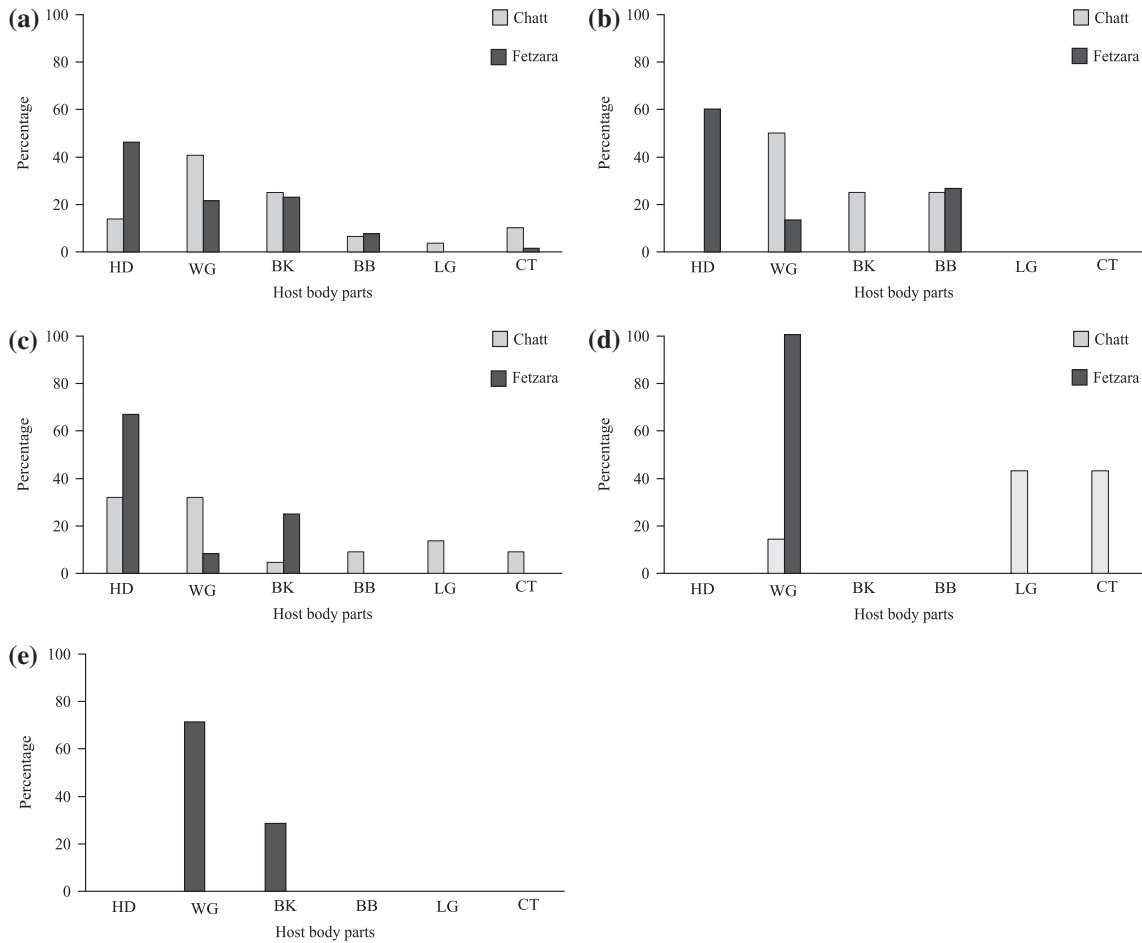 (a)
100
80
60
40
20
0
Percentage
HD WG BK BB LG CT
Host body parts
Chatt
Fetzara
(b)
100
80
60
40
20
0
Percentage
HD WG BK BB LG CT
Host body parts
Chatt
Fetzara
(c)
100
80
60
40
20
0
Percentage
HD WG BK BB LG CT
Host body parts
Chatt
Fetzara
(d)
100
80
60
40
20
0
Percentage
HD WG BK BB LG CT
Host body parts
Chatt
Fetzara
(e)
100
80
60
40
20
0
Percentage
HD WG BK BB LG CT
Host body parts